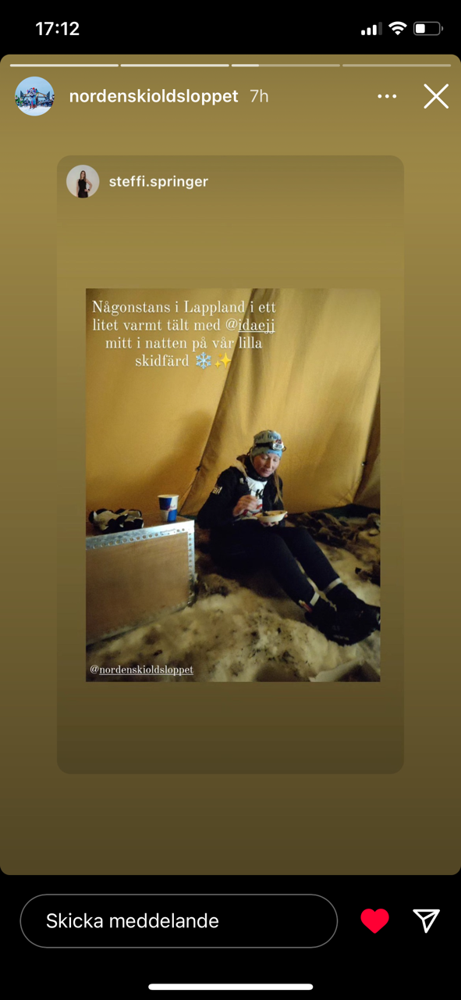 17:12
nordenskioldsloppet 7h
steffi.springer
Någonstans i Lappland i ett
litet varmt tält med @idaejj
mitt i natten på vår lilla
skidfärd ❄️✨
@nordenskioldsloppet
Skicka meddelande